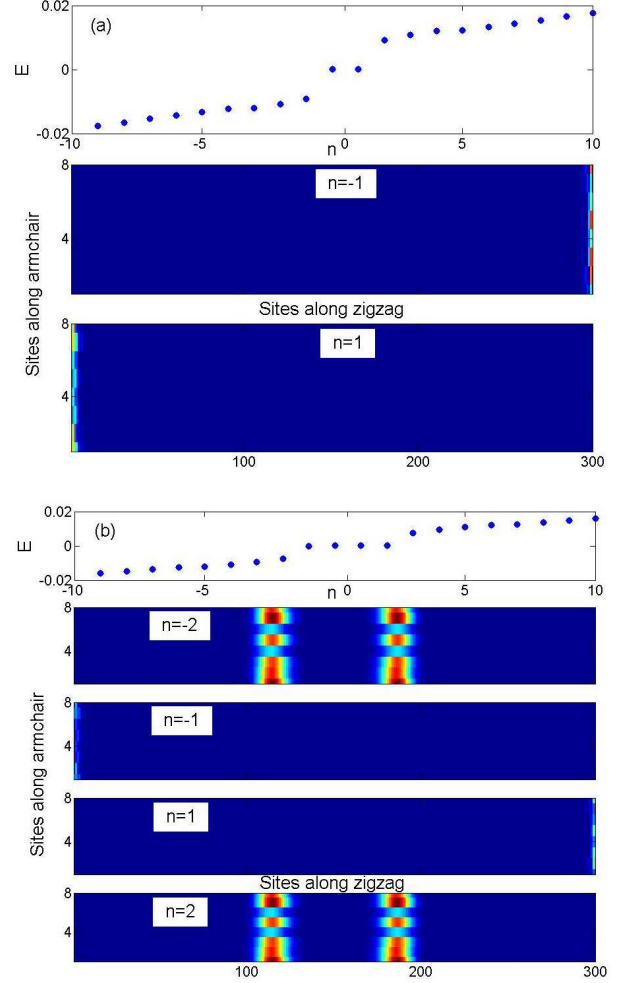 (a)
0.02
0
-0.02
E
-10
-5
0
5
10
n
8
4
n=-1
Sites along zigzag
Sites along armchair
8
4
n=1
100
200
300
(b)
0.02
0
-0.02
E
-10
-5
0
5
10
n
8
4
n=-2
8
4
n=-1
Sites along armchair
8
4
n=1
Sites along zigzag
8
4
n=2
100
200
300